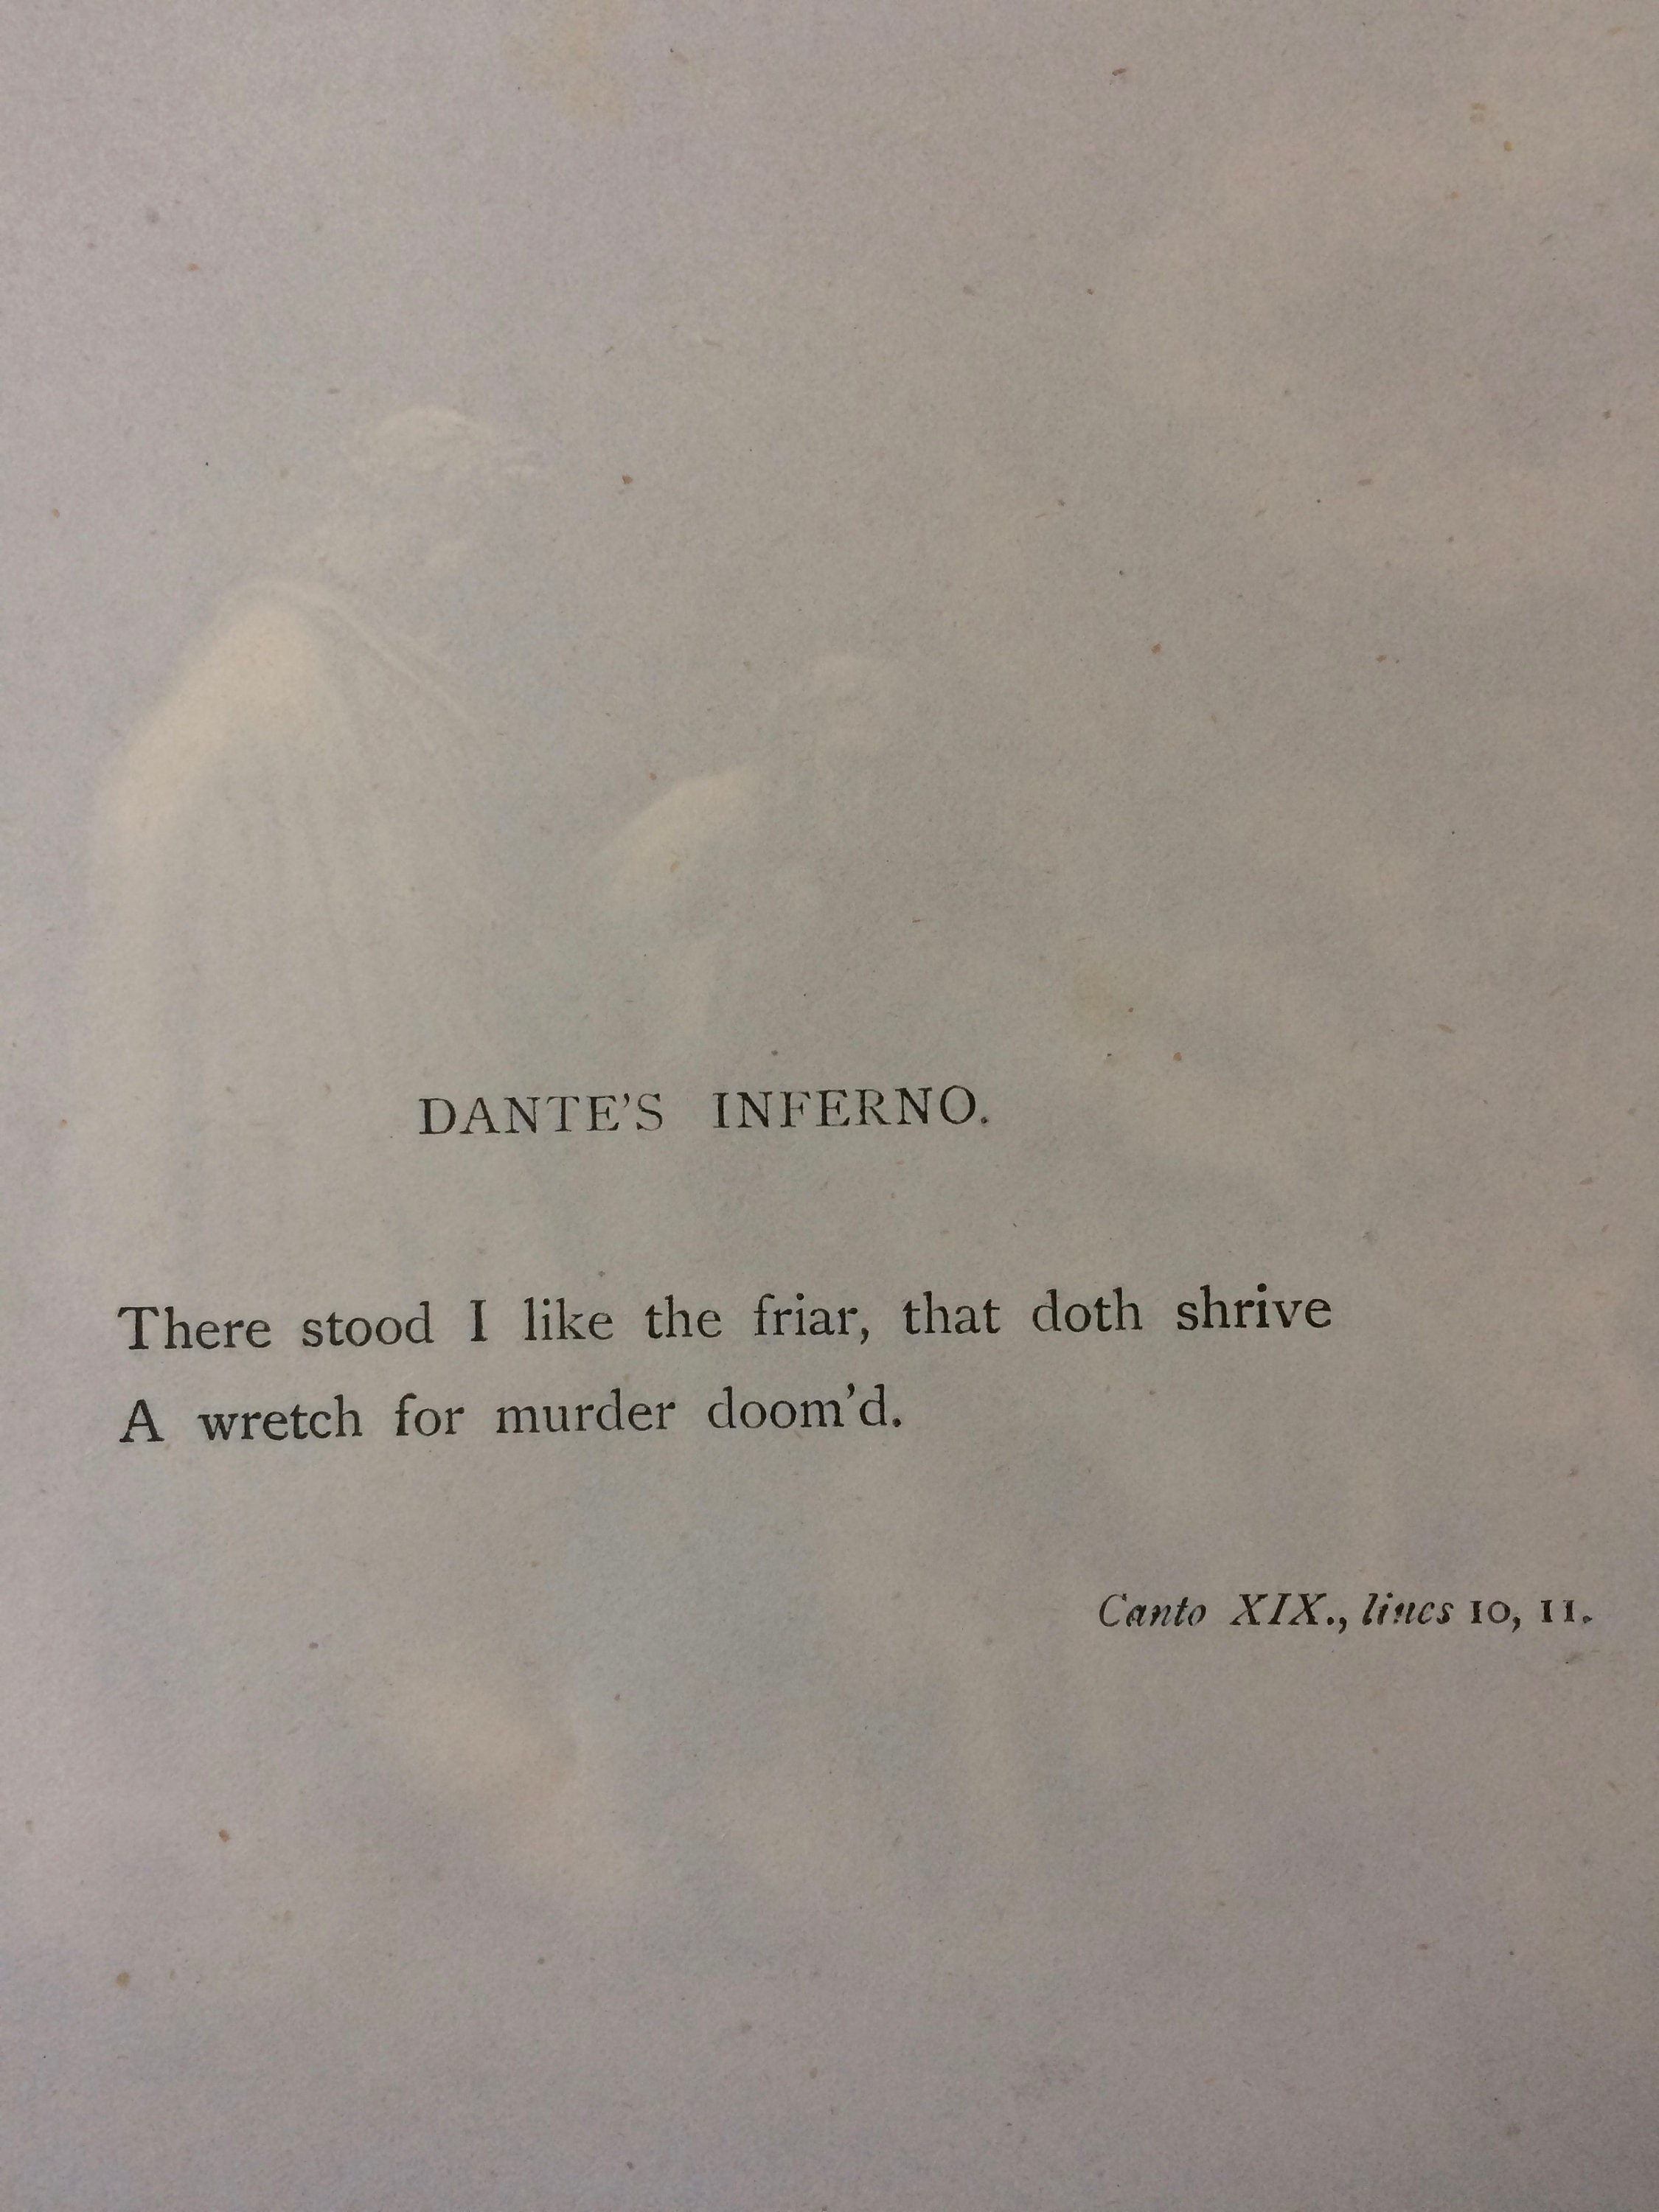 DANTE'S INFERNO.
There stood I like the friar, that doth shrive
A wretch for murder doom'd.
Canto XIX., lines 10, 11.